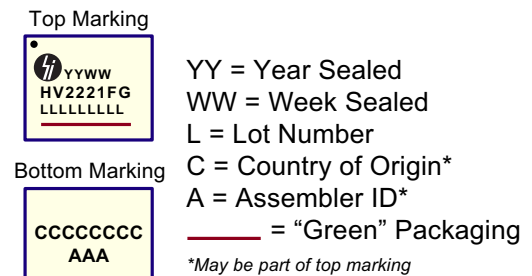 Top Marking
YYWW
HV2221FG
LLLLLLLLL
Bottom Marking
CCCCCCCC
AAA
YY = Year Sealed
WW = Week Sealed
L = Lot Number
C = Country of Origin*
A = Assembler ID*
= “Green” Packaging
*May be part of top marking